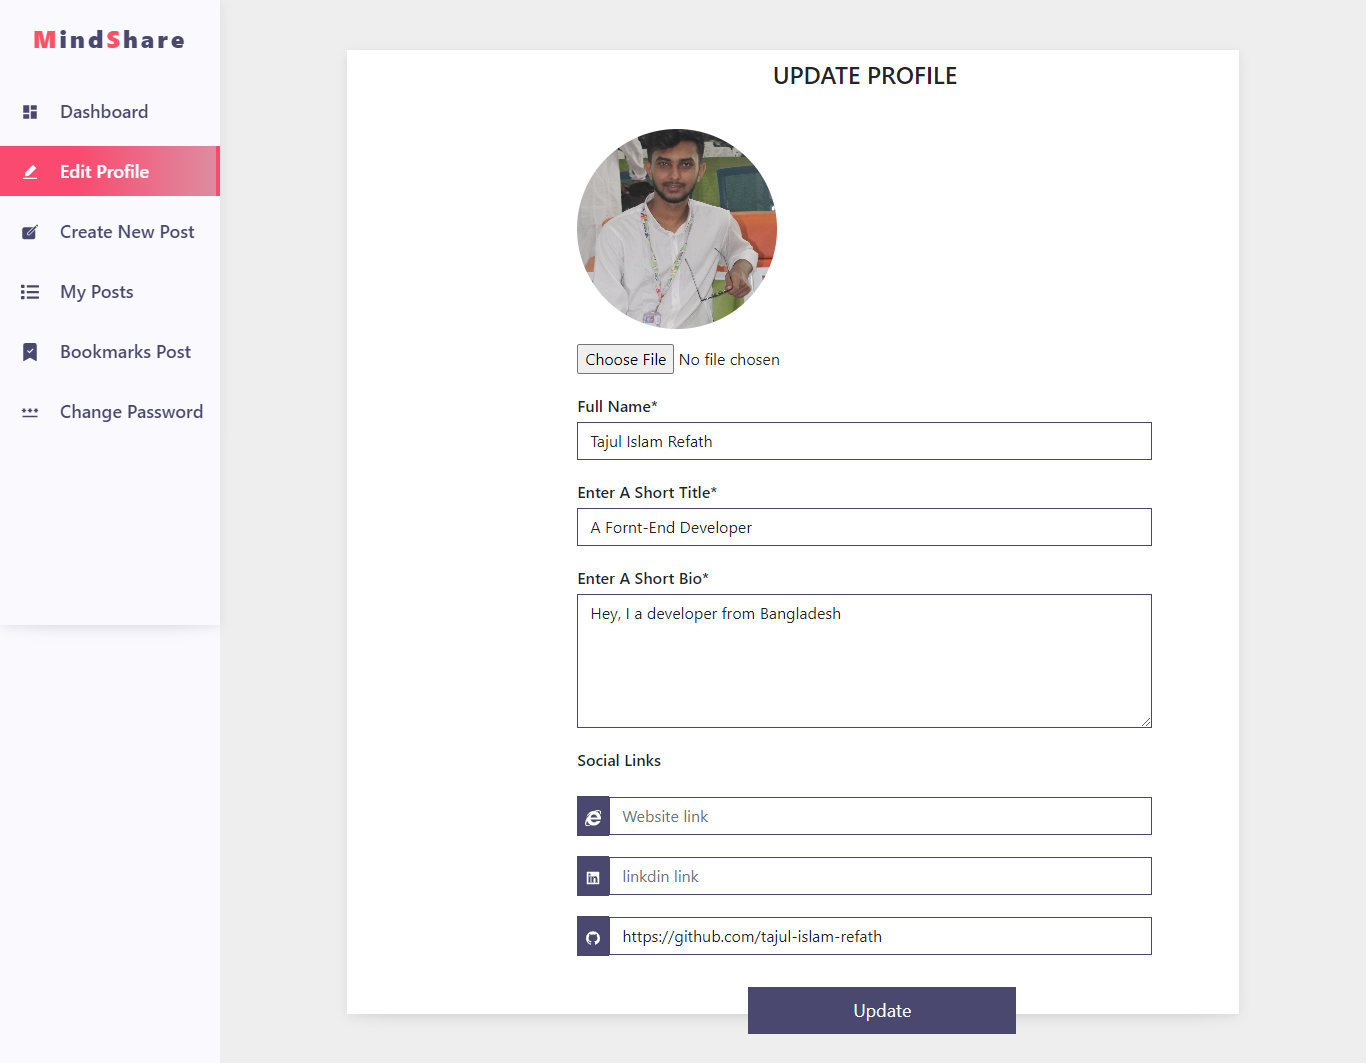 MindShare
Dashboard
Edit Profile
Create New Post
My Posts
Bookmarks Post
Change Password
UPDATE PROFILE
Choose File No file chosen
Full Name*
Tajul Islam Refath
Enter A Short Title*
A Fornt-End Developer
Enter A Short Bio*
Hey, I a developer from Bangladesh
Social Links
Website link
linkdin link
https://github.com/tajul-islam-refath
Update